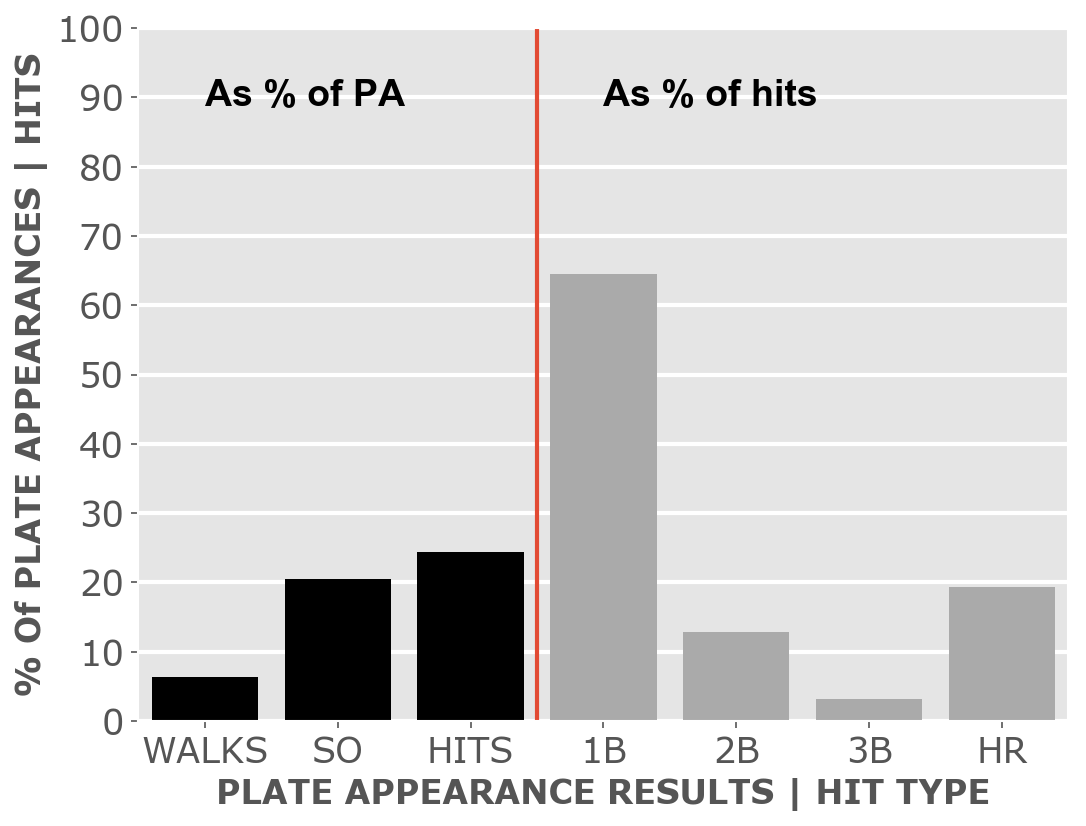 % Of PLATE APPEARANCES | HITS
100
90
80
70
60
50
40
30
20
10
0
As % of PA
As % of hits
WALKS SO HITS 1B 2B 3B HR
PLATE APPEARANCE RESULTS | HIT TYPE